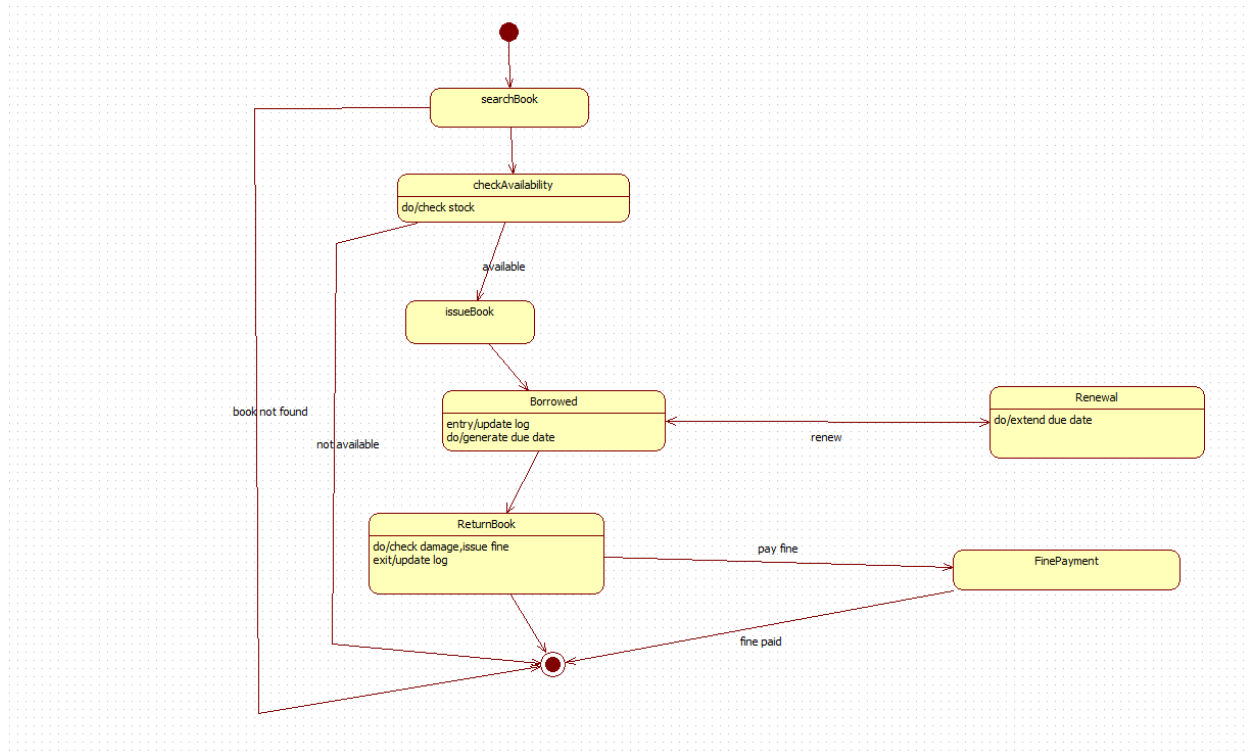 searchBook
checkAvailability
do/check stock
available
issueBook
Borrowed
entry/update log
do/generate due date
Renewal
do/extend due date
renew
book not found
not available
ReturnBook
do/check damage,issue fine
exit/update log
pay fine
FinePayment
fine paid